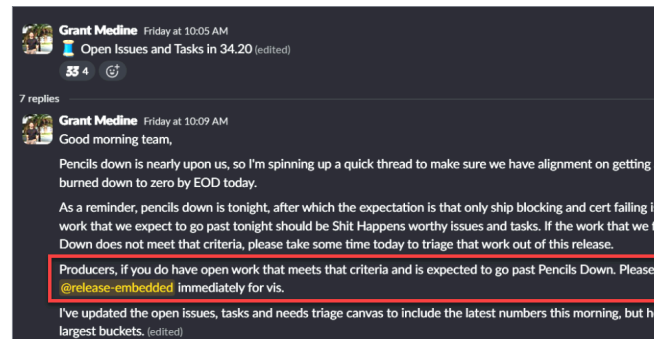 Grant Medine Friday at 10:05 AM
Open Issues and Tasks in 34.20 (edited)
33 4
7 replies
Grant Medine Friday at 10:09 AM
Good morning team,
Pencils down is nearly upon us, so I'm spinning up a quick thread to make sure we have alignment on getting
burned down to zero by EOD today.
As a reminder, pencils down is tonight, after which the expectation is that only ship blocking and cert failing
work that we expect to go past tonight should be Shit Happens worthy issues and tasks. If the work that we
Down does not meet that criteria, please take some time today to triage that work out of this release.
Producers, if you do have open work that meets that criteria and is expected to go past Pencils Down. Please
@release-embedded immediately for vis.
I've updated the open issues, tasks and needs triage canvas to include the latest numbers this morning, but
largest buckets. (edited)